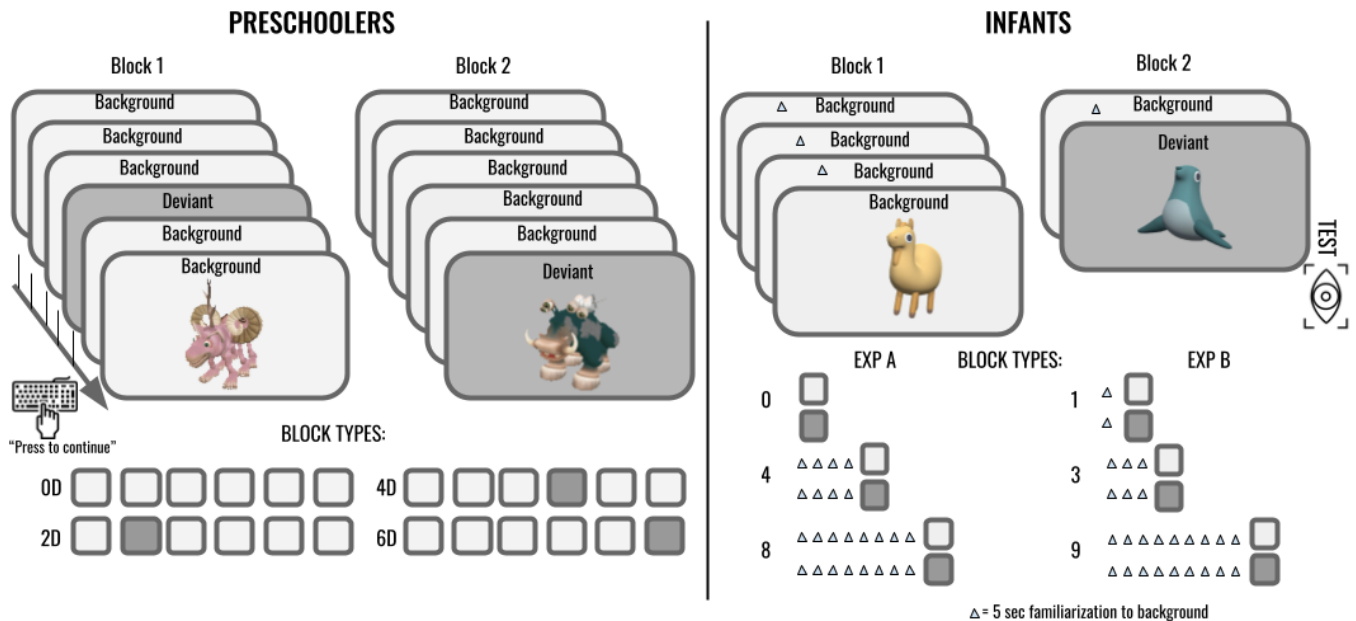 PRESCHOOLERS
Block 1
Background
Background
Background
Deviant
Background
Background
Block 2
Background
Background
Background
Background
Background
Deviant
"Press to continue"
BLOCK TYPES:
0D
4D
2D
6D
INFANTS
Block 1
Background
Background
Background
Background
Block 2
Background
Deviant
TEST
EXP A
BLOCK TYPES:
EXP B
0
1
4
3
8
9
= 5 sec familiarization to background